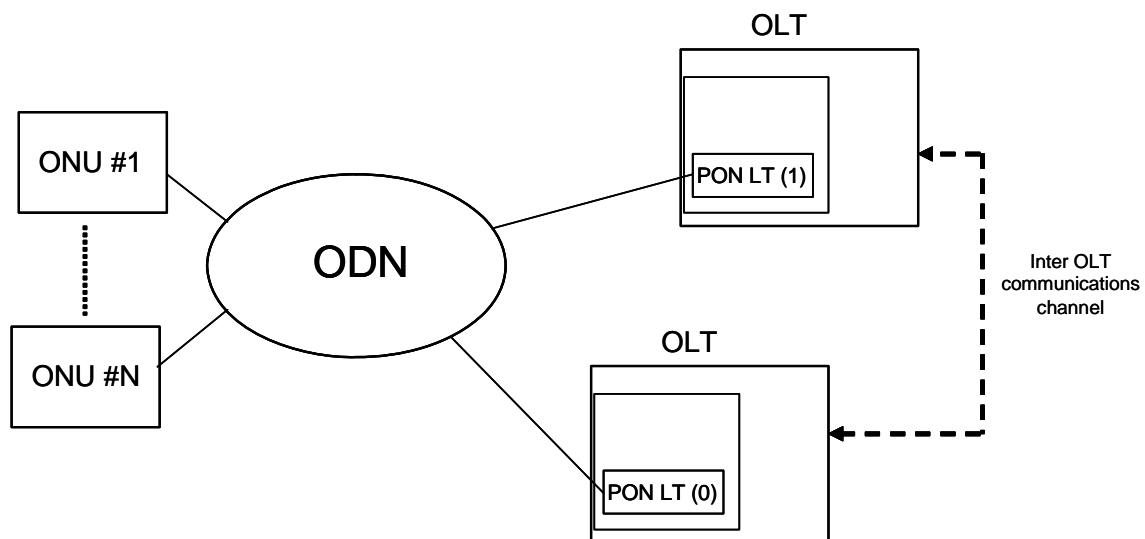 OLT
ONU #1
PON LT (1)
ODN
Inter OLT
communications
channel
OLT
ONU #N
PON LT (0)